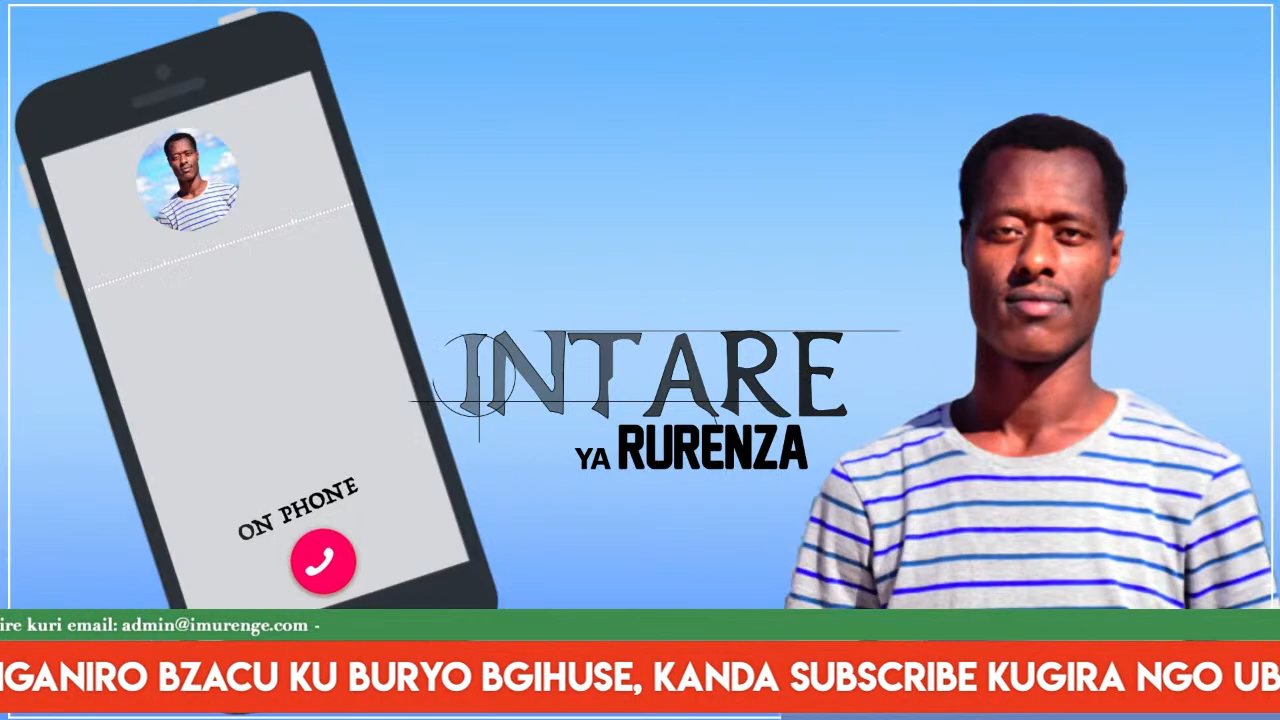 INTARE
YA RURENZA
ON PHONE
ire kuri email: admin@imurenge.com -
IGANIRO BZACU KU BURYO BGIHUSE, KANDA SUBSCRIBE KUGIRA NGO UB